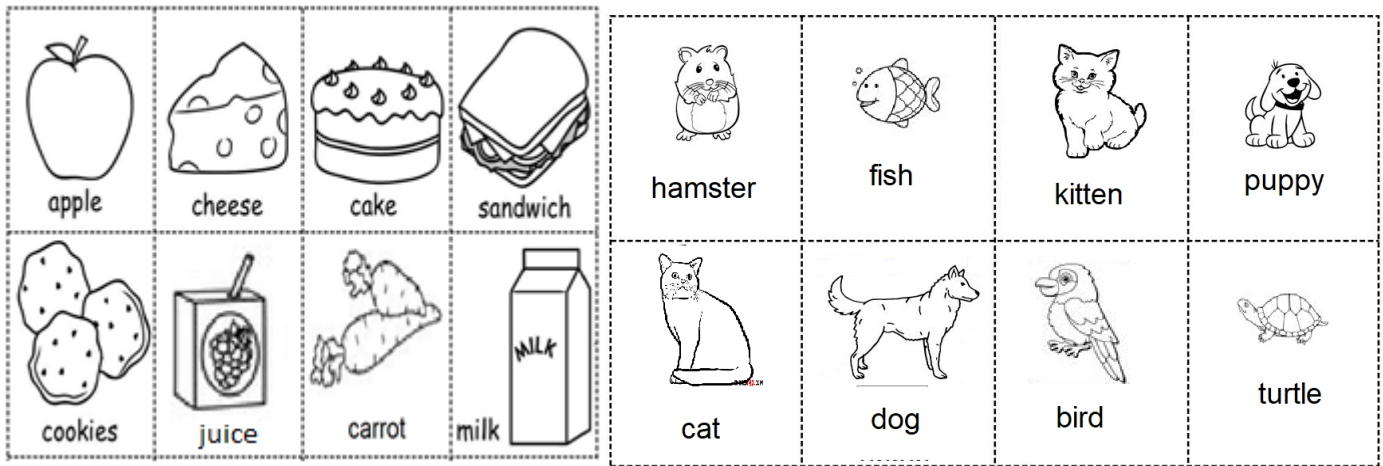 apple
cheese
cake
sandwich
cookies
juice
carrot
MILK
milk
hamster
fish
kitten
puppy
cat
dog
bird
turtle